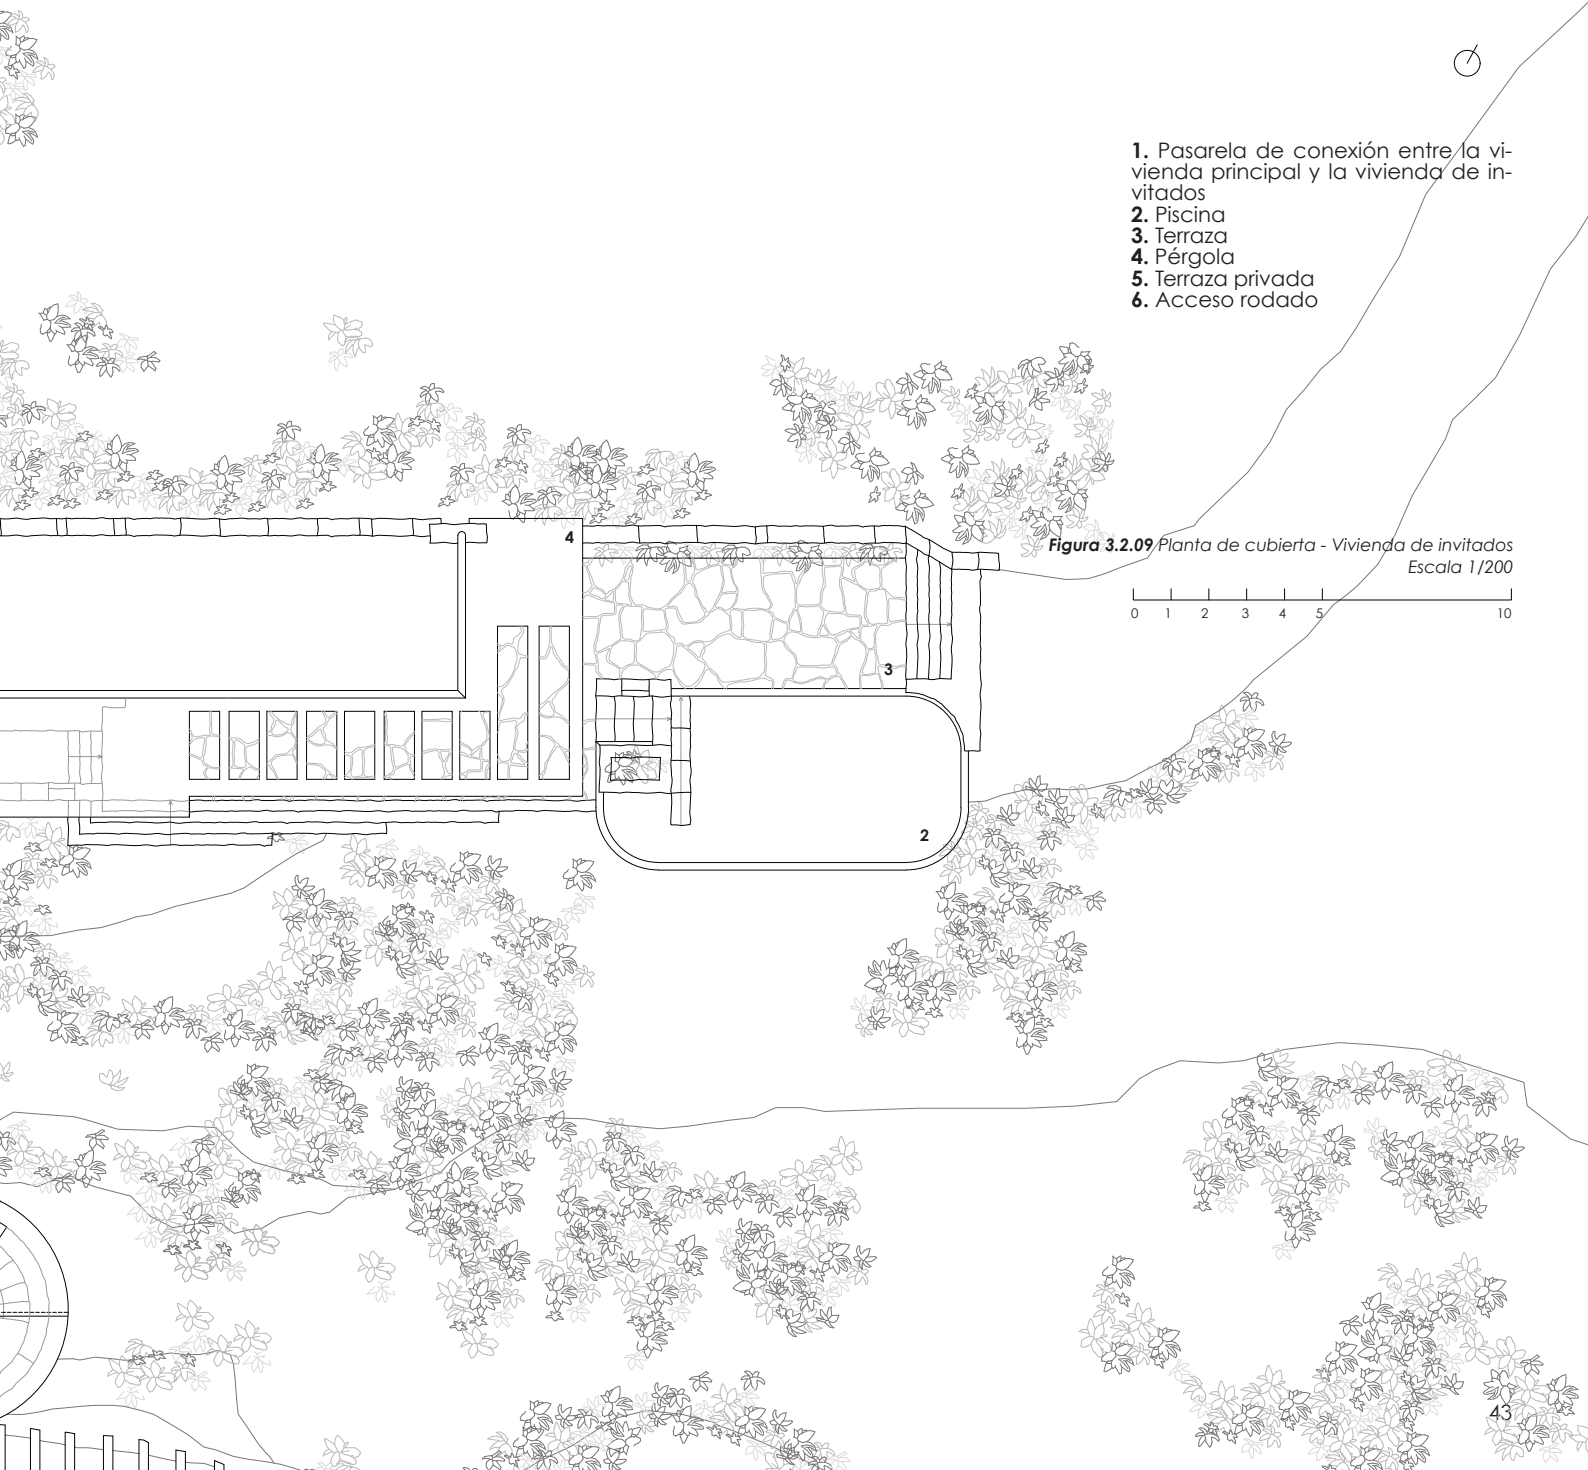 1. Pasarela de conexión entre la vi-
vienda principal y la vivienda de in-
vitados
2. Piscina
3. Terraza
4. Pérgola
5. Terraza privada
6. Acceso rodado
4
Figura 3.2.09 Planta de cubierta - Vivienda de invitados
Escala 1/200
0 1 2 3 4 5 10
3
2
43